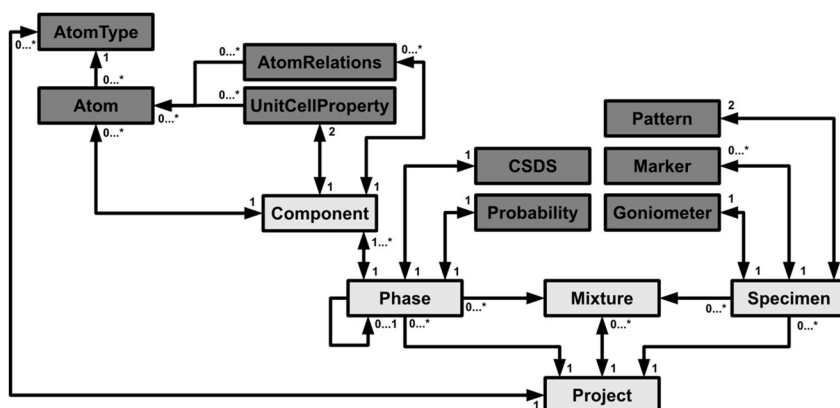 AtomType
0...*
1
0...*
AtomRelations
0...*
0...*
Atom
0...*
0...*
UnitCellProperty
0...*
2
Pattern
2
CSDS
1
Marker
0...*
1
Component
1
1
Probability
1
Goniometer
1
1...*
1
1
1
1
1
Phase
0...*
Mixture
0...*
Specimen
0...1
0...*
0...*
0...*
1
1
1
Project
1